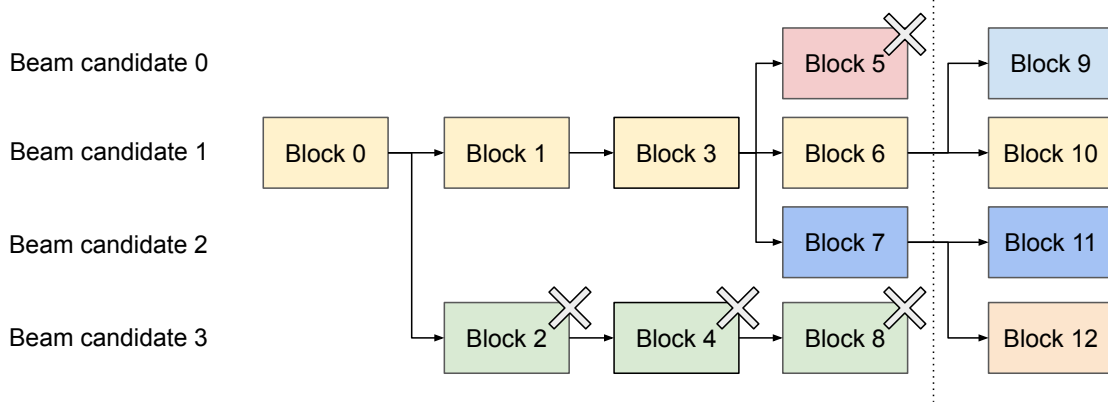 Beam candidate 0
Block 5
Block 9
Beam candidate 1
Block 0
Block 1
Block 3
Block 6
Block 10
Beam candidate 2
Block 7
Block 11
Beam candidate 3
Block 2
Block 4
Block 8
Block 12